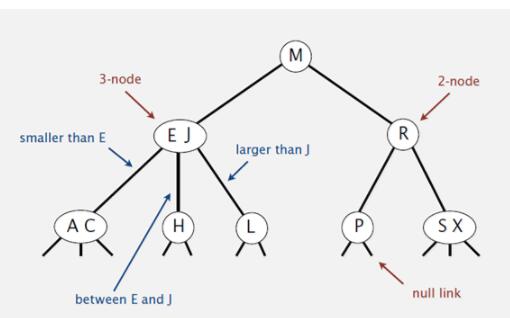 M
3-node
2-node
E J
R
smaller than E
larger than J
A C
H
L
P
S X
between E and J
null link